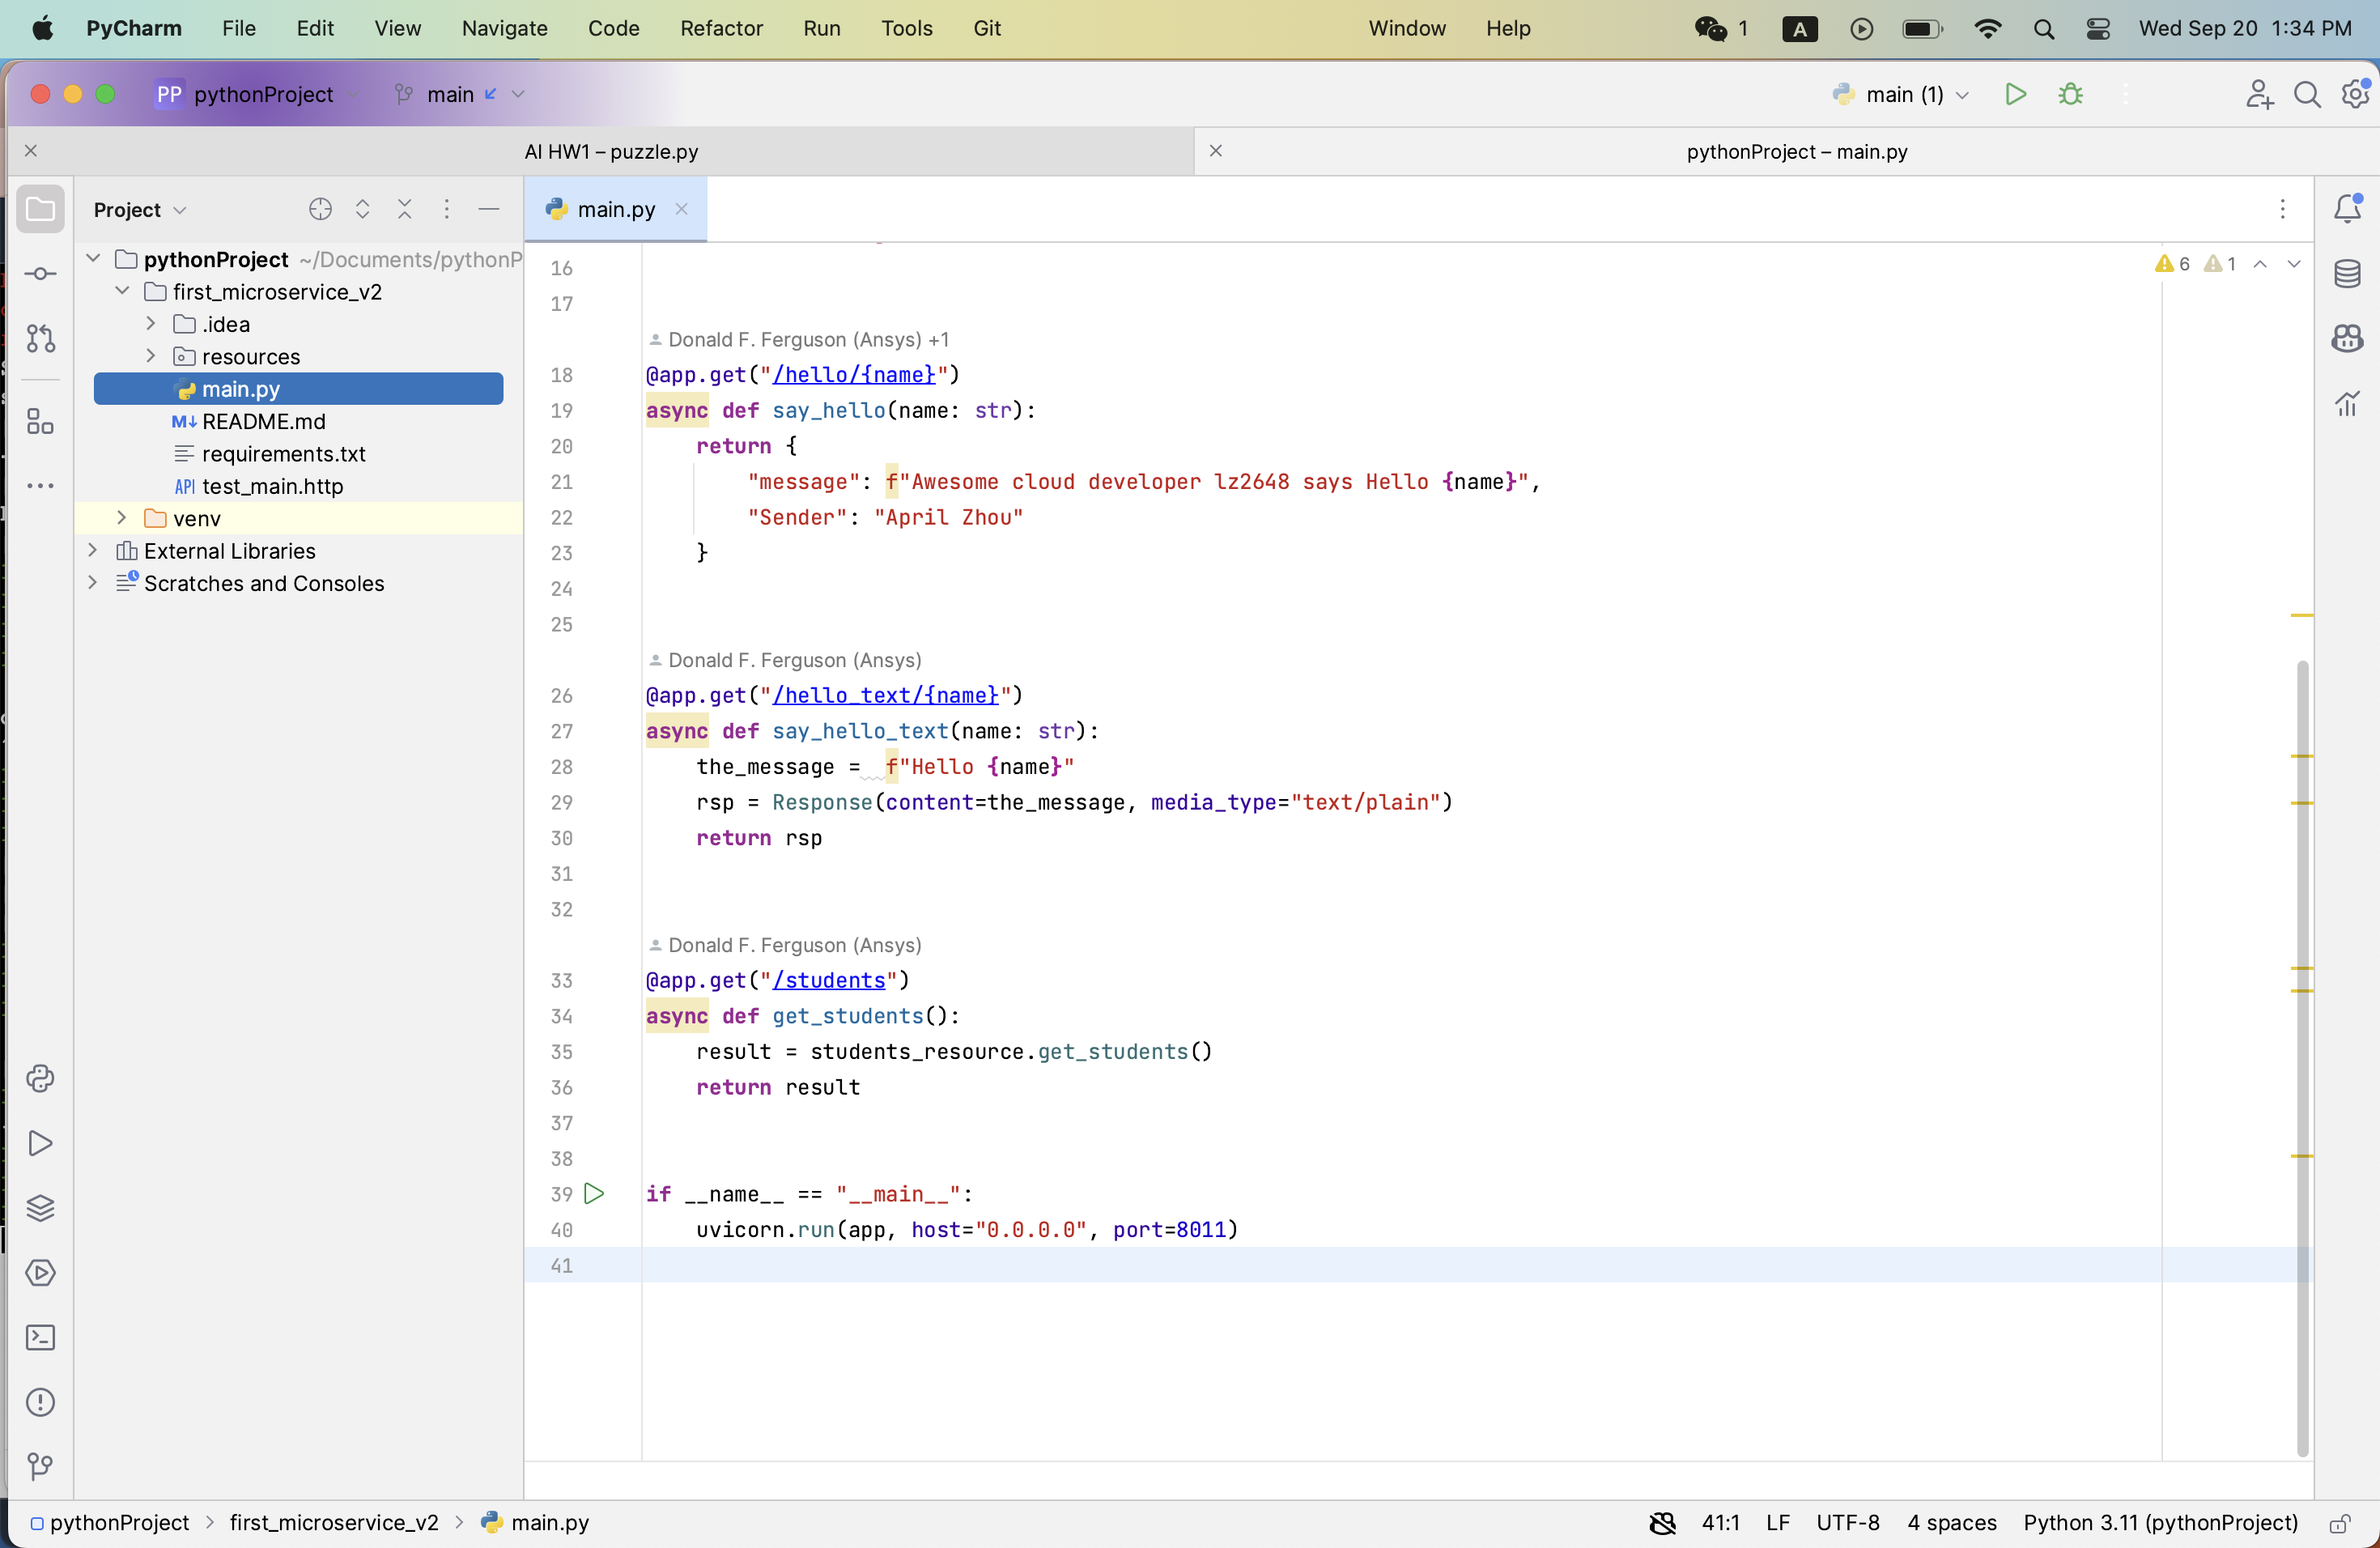 PyCharm File Edit View Navigate Code Refactor Run Tools Git Window Help 1 A Wed Sep 20 1:34 PM
PP pythonProject main main (1)
AI HW1 – puzzle.py pythonProject – main.py
Project main.py
pythonProject ~/Documents/pythonP
first_microservice_v2
.idea
resources
main.py
M↓ README.md
requirements.txt
API test_main.http
venv
External Libraries
Scratches and Consoles
6 1
16
17
Donald F. Ferguson (Ansys) +1
18 @app.get("/hello/{name}")
19 async def say_hello(name: str):
20 return {
21 "message": f"Awesome cloud developer lz2648 says Hello {name}",
22 "Sender": "April Zhou"
23 }
24
25
Donald F. Ferguson (Ansys)
26 @app.get("/hello_text/{name}")
27 async def say_hello_text(name: str):
28 the_message =  f"Hello {name}"
29 rsp = Response(content=the_message, media_type="text/plain")
30 return rsp
31
32
Donald F. Ferguson (Ansys)
33 @app.get("/students")
34 async def get_students():
35 result = students_resource.get_students()
36 return result
37
38
39 if __name__ == "__main__":
40 uvicorn.run(app, host="0.0.0.0", port=8011)
41
pythonProject > first_microservice_v2 > main.py 41:1 LF UTF-8 4 spaces Python 3.11 (pythonProject)